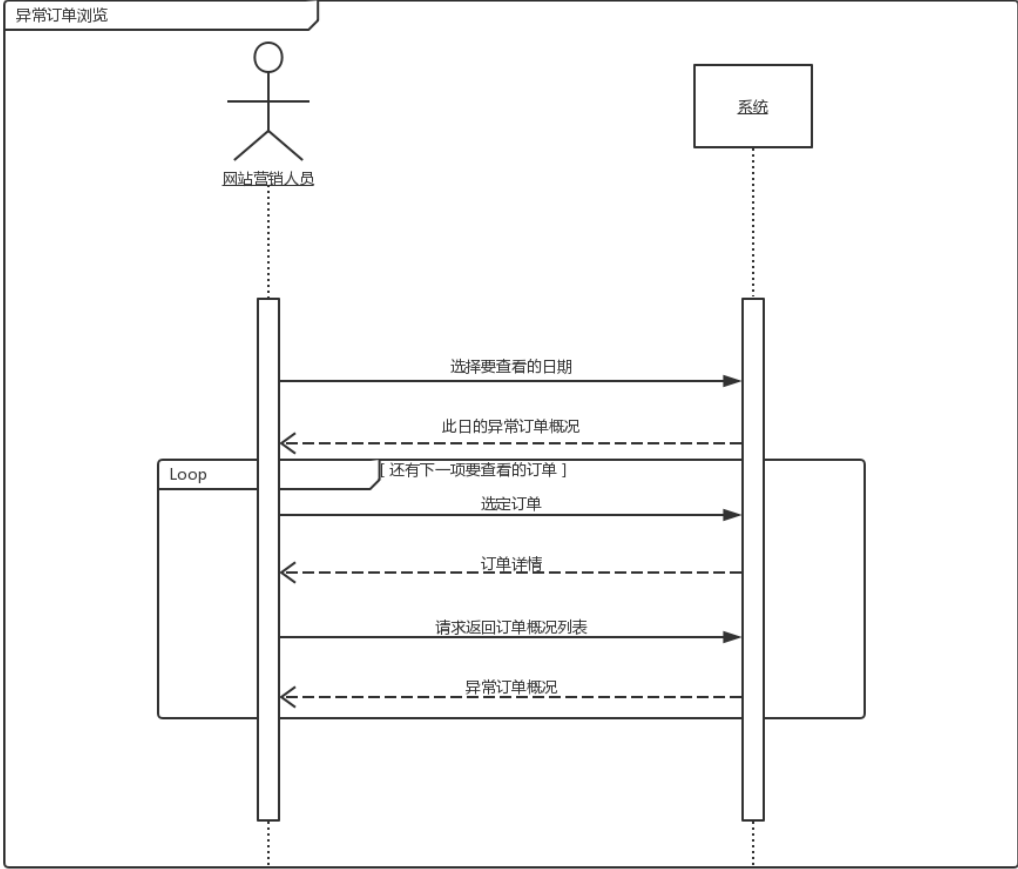 异常订单浏览
系统
网站营销人员
选择要查看的日期
此日的异常订单概况
Loop
[ 还有下一项要查看的订单 ]
选定订单
订单详情
请求返回订单概况列表
异常订单概况